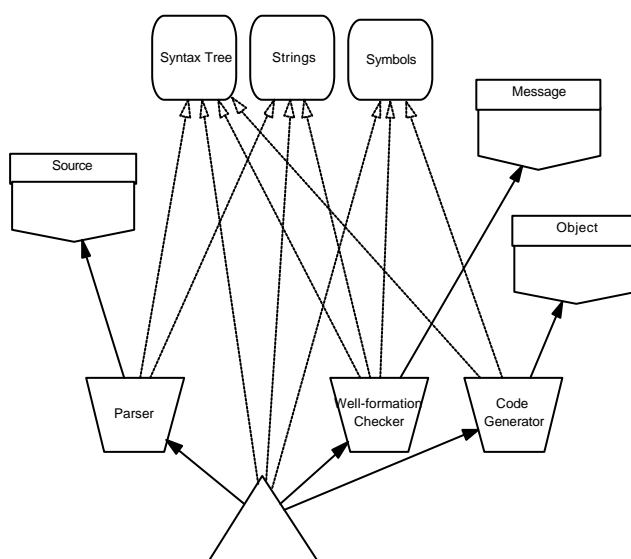 Syntax Tree
Strings
Symbols
Message
Source
Object
Parser
Well-formation
Checker
Code
Generator